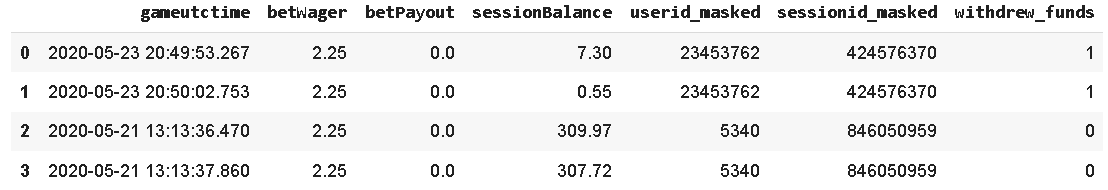 gameutctime betWager betPayout sessionBalance userid_masked sessionid_masked withdrew_funds
0 2020-05-23 20:49:53.267 2.25 0.0 7.30 23453762 424576370 1
1 2020-05-23 20:50:02.753 2.25 0.0 0.55 23453762 424576370 1
2 2020-05-21 13:13:36.470 2.25 0.0 309.97 5340 846050959 0
3 2020-05-21 13:13:37.860 2.25 0.0 307.72 5340 846050959 0